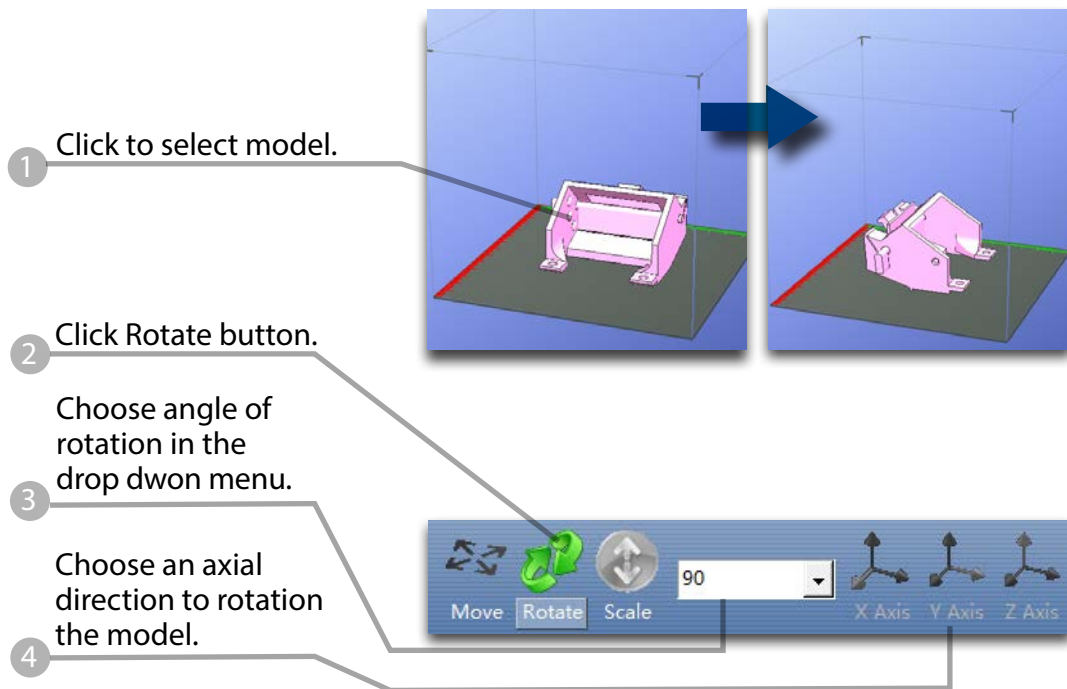 1
Click to select model.
2
Click Rotate button.
3
Choose angle of
rotation in the
drop dwon menu.
4
Choose an axial
direction to rotation
the model.
90
Move Rotate Scale X Axis Y Axis Z Axis